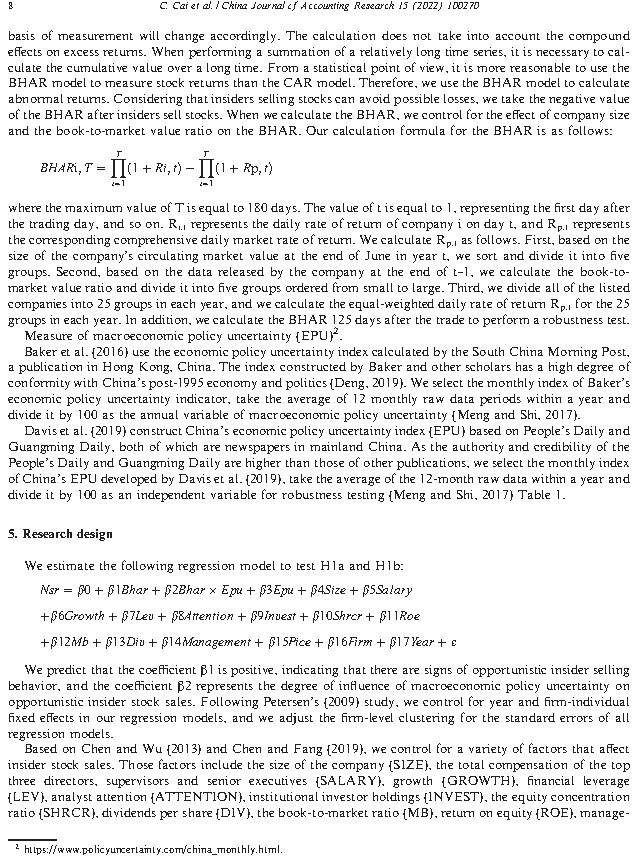 8
C. Cai et al. / China Journal of Accounting Research 15 (2022) 100270
basis of measurement will change accordingly. The calculation does not take into account the compound
effects on excess returns. When performing a summation of a relatively long time series, it is necessary to cal-
culate the cumulative value over a long time. From a statistical point of view, it is more reasonable to use the
BHAR model to measure stock returns than the CAR model. Therefore, we use the BHAR model to calculate
abnormal returns. Considering that insiders selling stocks can avoid possible losses, we take the negative value
of the BHAR after insiders sell stocks. When we calculate the BHAR, we control for the effect of company size
and the book-to-market value ratio on the BHAR. Our calculation formula for the BHAR is as follows:
BHARi, T = ∏_{t=1}^{T}(1 + Ri, t) − ∏_{t=1}^{T}(1 + Rp, t)
where the maximum value of T is equal to 180 days. The value of t is equal to 1, representing the first day after
the trading day, and so on. R_{i,t} represents the daily rate of return of company i on day t, and R_{p,t} represents
the corresponding comprehensive daily market rate of return. We calculate R_{p,t} as follows. First, based on the
size of the company's circulating market value at the end of June in year t, we sort and divide it into five
groups. Second, based on the data released by the company at the end of t–1, we calculate the book-to-
market value ratio and divide it into five groups ordered from small to large. Third, we divide all of the listed
companies into 25 groups in each year, and we calculate the equal-weighted daily rate of return R_{p,t} for the 25
groups in each year. In addition, we calculate the BHAR 125 days after the trade to perform a robustness test.
Measure of macroeconomic policy uncertainty (EPU)².
Baker et al. (2016) use the economic policy uncertainty index calculated by the South China Morning Post,
a publication in Hong Kong, China. The index constructed by Baker and other scholars has a high degree of
conformity with China's post-1995 economy and politics (Deng, 2019). We select the monthly index of Baker's
economic policy uncertainty indicator, take the average of 12 monthly raw data periods within a year and
divide it by 100 as the annual variable of macroeconomic policy uncertainty (Meng and Shi, 2017).
Davis et al. (2019) construct China's economic policy uncertainty index (EPU) based on People's Daily and
Guangming Daily, both of which are newspapers in mainland China. As the authority and credibility of the
People's Daily and Guangming Daily are higher than those of other publications, we select the monthly index
of China's EPU developed by Davis et al. (2019), take the average of the 12-month raw data within a year and
divide it by 100 as an independent variable for robustness testing (Meng and Shi, 2017) Table 1.
5. Research design
We estimate the following regression model to test H1a and H1b:
Nsr = β0 + β1Bhar + β2Bhar × Epu + β3Epu + β4Size + β5Salary
+β6Growth + β7Lev + β8Attention + β9Invest + β10Shrcr + β11Roe
+β12Mb + β13Div + β14Management + β15Pice + β16Firm + β17Year + ε
We predict that the coefficient β1 is positive, indicating that there are signs of opportunistic insider selling
behavior, and the coefficient β2 represents the degree of influence of macroeconomic policy uncertainty on
opportunistic insider stock sales. Following Petersen's (2009) study, we control for year and firm-individual
fixed effects in our regression models, and we adjust the firm-level clustering for the standard errors of all
regression models.
Based on Chen and Wu (2013) and Chen and Fang (2019), we control for a variety of factors that affect
insider stock sales. Those factors include the size of the company (SIZE), the total compensation of the top
three directors, supervisors and senior executives (SALARY), growth (GROWTH), financial leverage
(LEV), analyst attention (ATTENTION), institutional investor holdings (INVEST), the equity concentration
ratio (SHRCR), dividends per share (DIV), the book-to-market ratio (MB), return on equity (ROE), manage-
² https://www.policyuncertainty.com/china_monthly.html.